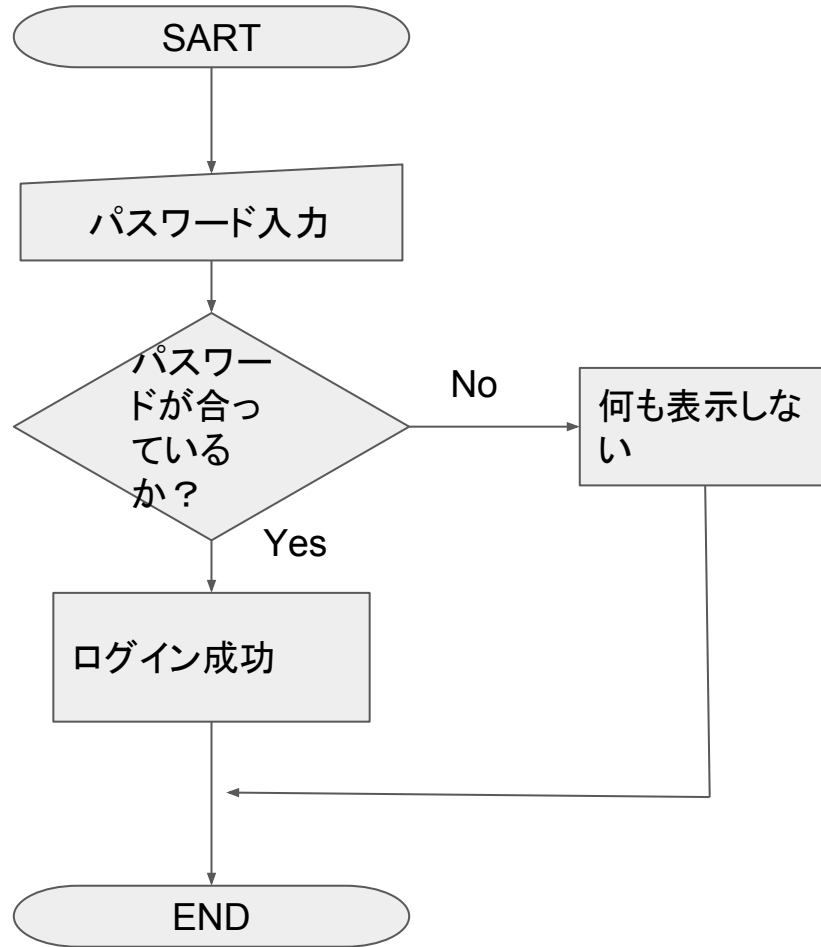 SART
パスワード入力
パスワー
ドが合っ
ている
か？
No
何も表示しな
い
Yes
ログイン成功
END